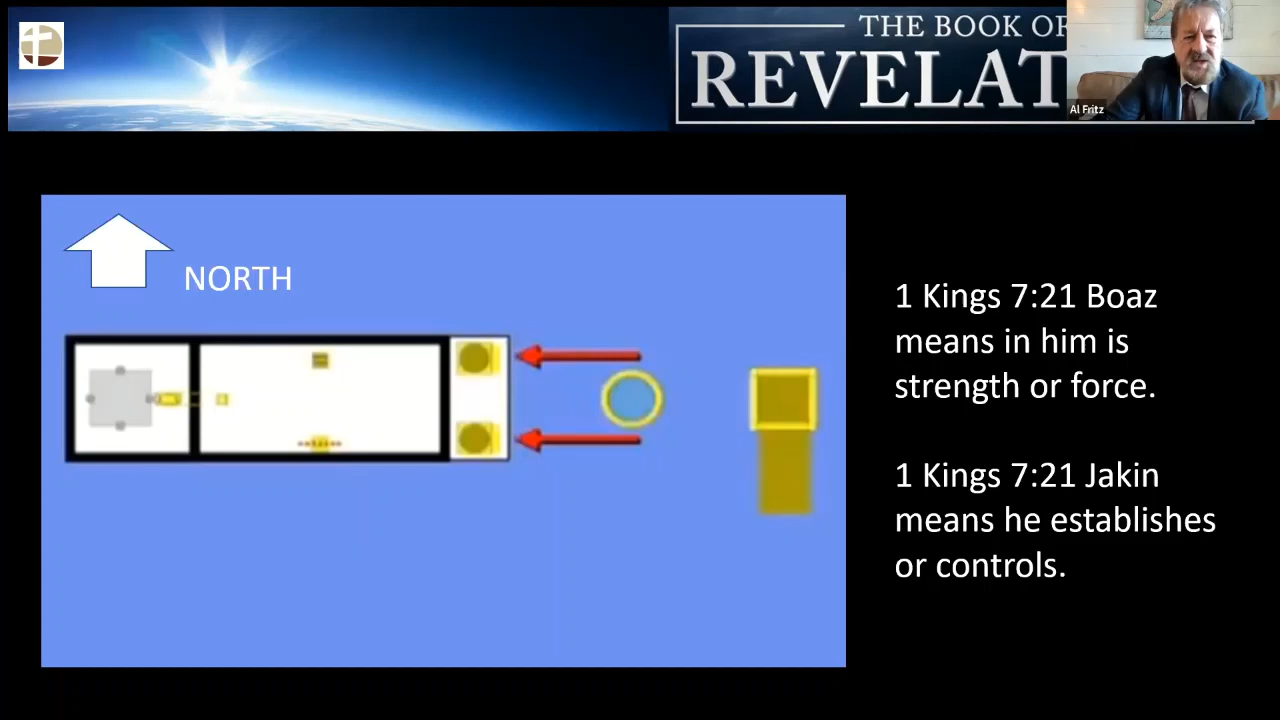 THE BOOK OF
REVELAT
Al Fritz
NORTH
1 Kings 7:21 Boaz
means in him is
strength or force.
1 Kings 7:21 Jakin
means he establishes
or controls.